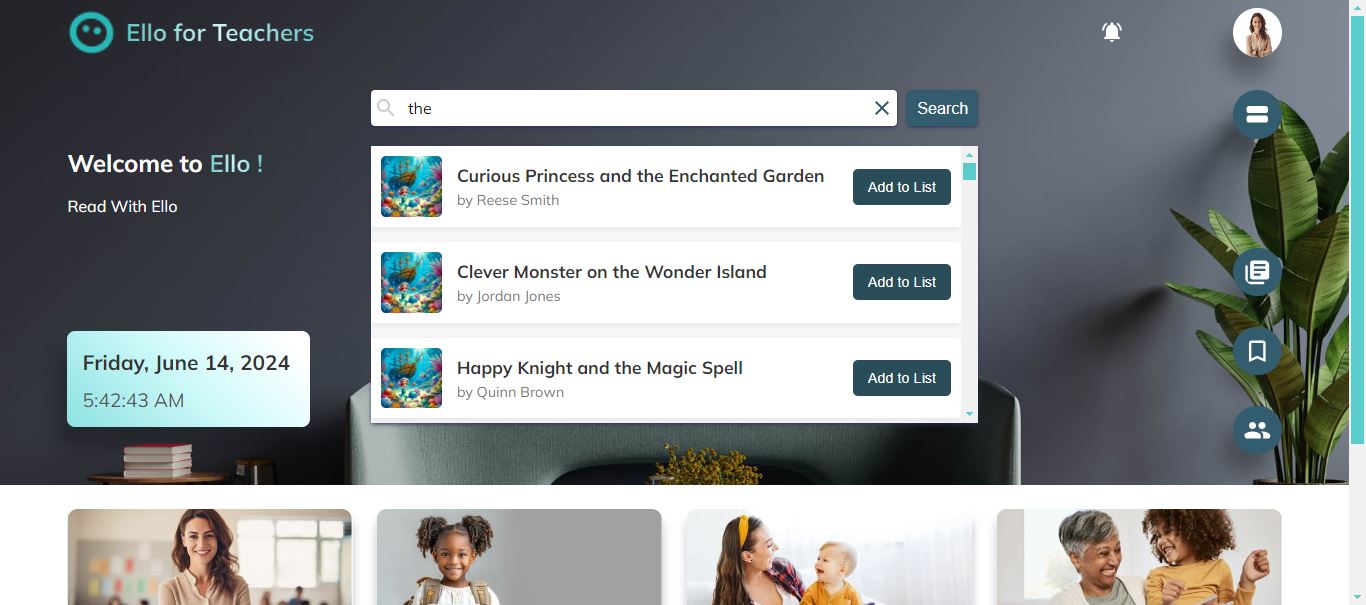 Ello for Teachers
the
Search
Welcome to Ello !
Read With Ello
Curious Princess and the Enchanted Garden
by Reese Smith
Add to List
Clever Monster on the Wonder Island
by Jordan Jones
Add to List
Happy Knight and the Magic Spell
by Quinn Brown
Add to List
Friday, June 14, 2024
5:42:43 AM